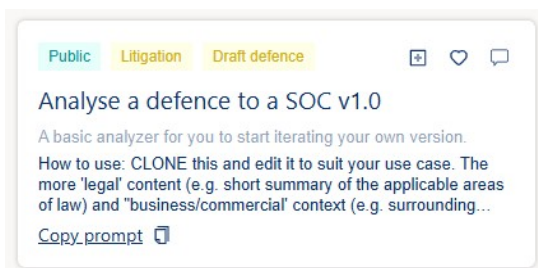 Public Litigation Draft defence
Analyse a defence to a SOC v1.0
A basic analyzer for you to start iterating your own version.
How to use: CLONE this and edit it to suit your use case. The
more 'legal' content (e.g. short summary of the applicable areas
of law) and "business/commercial' context (e.g. surrounding...
Copy prompt